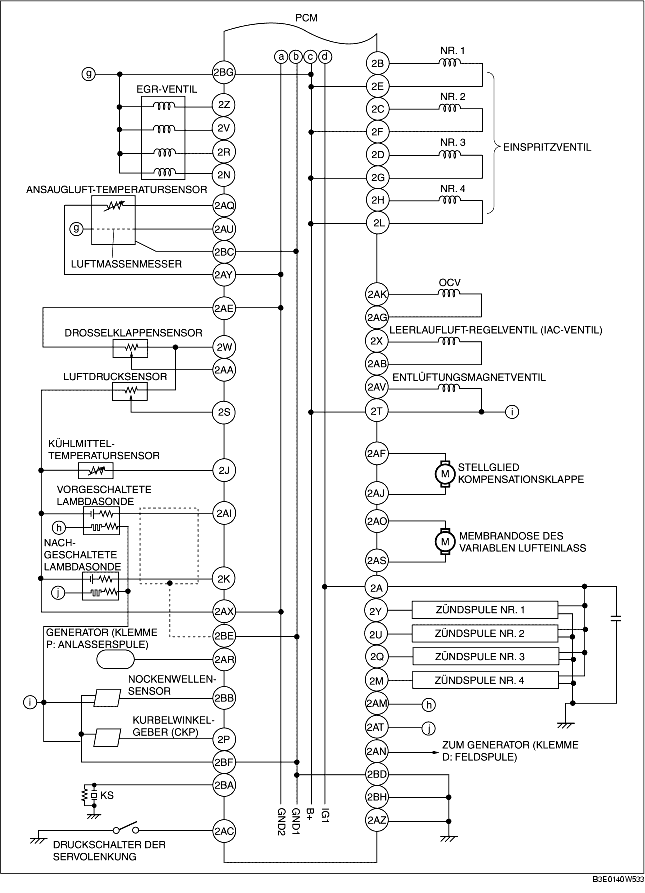 PCM
a b c d
g
2BG
EGR-VENTIL
2Z
2V
2R
2N
ANSAUGLUFT-TEMPERATURSENSOR
2AQ
g
2AU
2BC
LUFTMASSENMESSER
2AY
2AE
DROSSELKLAPPENSENSOR
2W
2AA
LUFTDRUCKSENSOR
2S
KÜHLMITTEL-
TEMPERATURSENSOR
2J
VORGESCHALTETE
LAMBDASONDE
2AI
h
NACH-
GESCHALTETE
LAMBDASONDE
2K
j
2AX
GENERATOR (KLEMME
P: ANLASSERSPULE)
2BE
2AR
NOCKENWELLEN-
SENSOR
2BB
i
KURBELWINKEL-
GEBER (CKP)
2P
2BF
2BA
KS
2AC
DRUCKSCHALTER DER
SERVOLENKUNG
GND2
GND1
B+
IG1
2B
NR. 1
2E
2C
NR. 2
2F
EINSPRITZVENTIL
2D
NR. 3
2G
2H
NR. 4
2L
OCV
2AK
2AG
LEERLAUFLUFT-REGELVENTIL (IAC-VENTIL)
2X
2AB
ENTLÜFTUNGSMAGNETVENTIL
2AV
2T
i
2AF
M
STELLGLIED
KOMPENSATIONSKLAPPE
2AJ
2AO
M
MEMBRANDOSE DES
VARIABLEN LUFTEINLASS
2AS
2A
2Y
ZÜNDSPULE NR. 1
2U
ZÜNDSPULE NR. 2
2Q
ZÜNDSPULE NR. 3
2M
ZÜNDSPULE NR. 4
2AM
h
2AT
j
2AN
ZUM GENERATOR (KLEMME
D: FELDSPULE)
2BD
2BH
2AZ
B3E0140W533